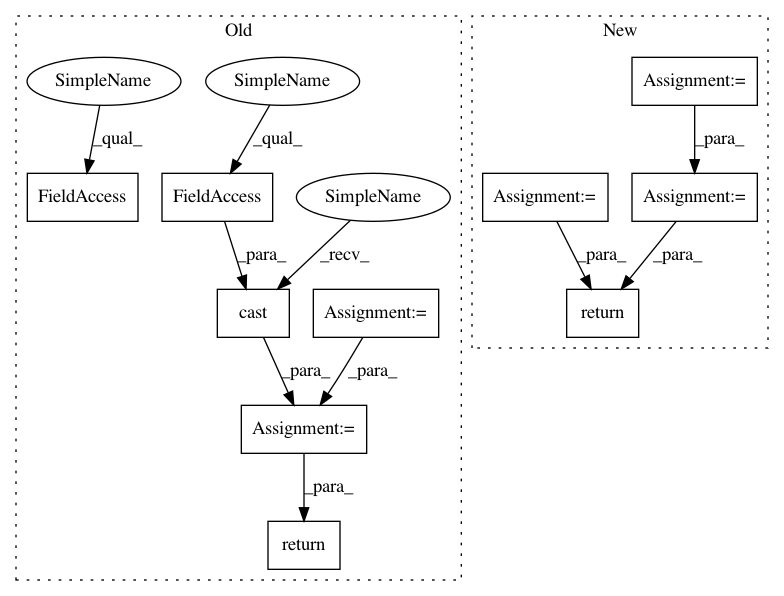 Old
New
SimpleName
SimpleName
Assignment:=
_qual_
_qual_
_para_
FieldAccess
FieldAccess
SimpleName
Assignment:=
Assignment:=
_para_
_recv_
_para_
_para_
cast
Assignment:=
return
_para_
_para_
Assignment:=
_para_
return